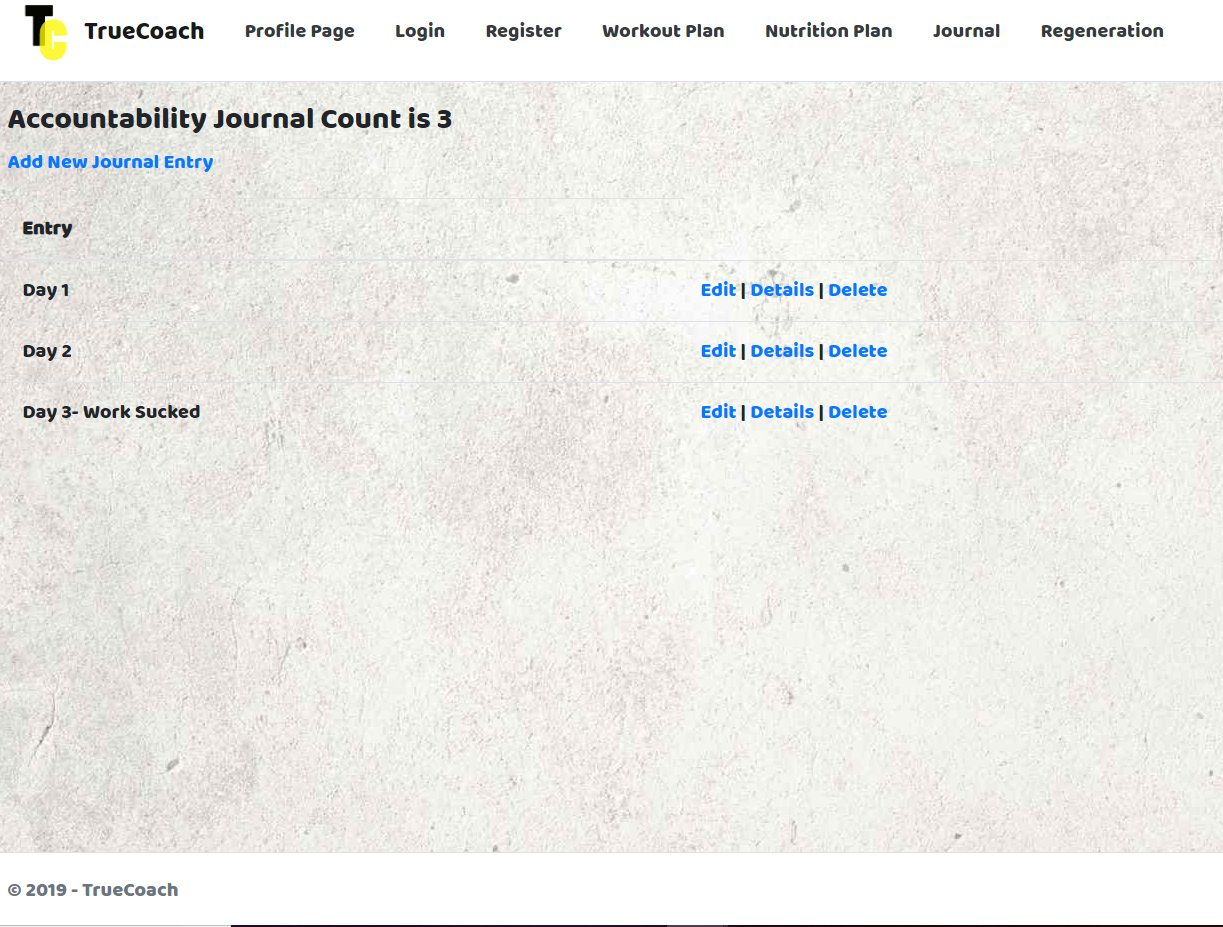 TC TrueCoach Profile Page Login Register Workout Plan Nutrition Plan Journal Regeneration
Accountability Journal Count is 3
Add New Journal Entry
Entry
Day 1 Edit | Details | Delete
Day 2 Edit | Details | Delete
Day 3- Work Sucked Edit | Details | Delete
© 2019 - TrueCoach